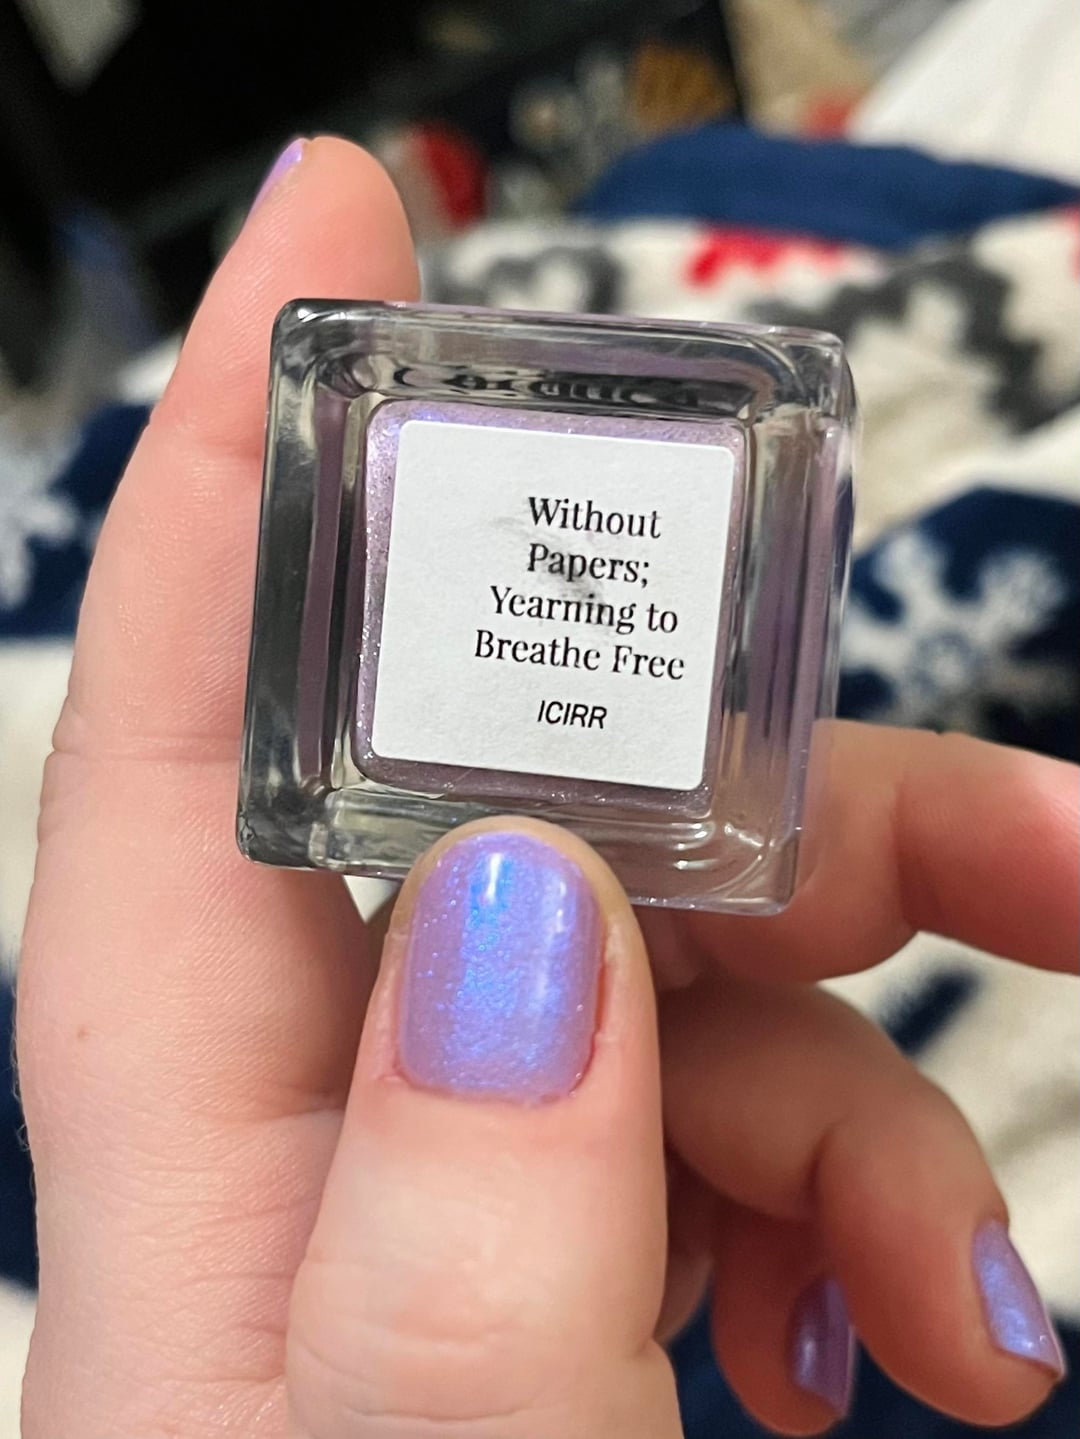 Without
Papers;
Yearning to
Breathe Free
ICIRR